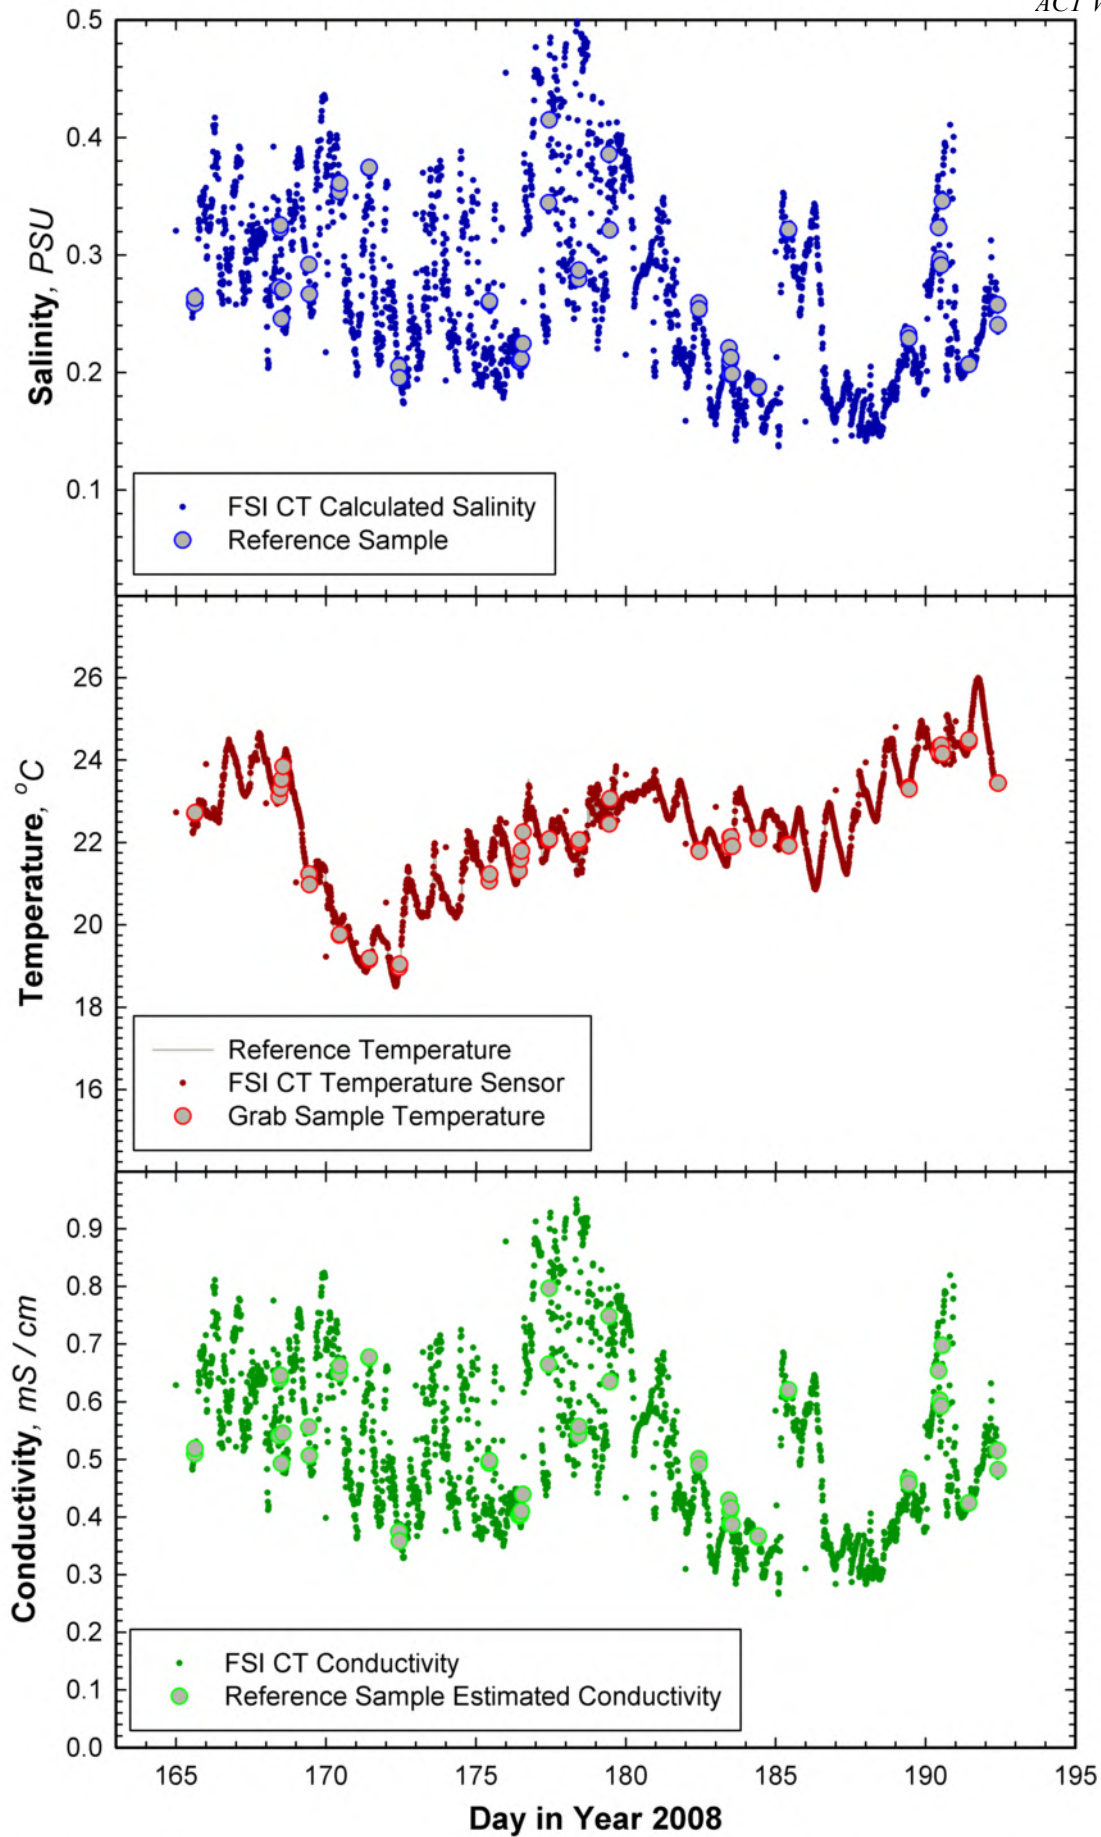 ACT V
0.5
0.4
0.3
0.2
0.1
Salinity, PSU
FSI CT Calculated Salinity
Reference Sample
26
24
22
20
18
16
Temperature, °C
Reference Temperature
FSI CT Temperature Sensor
Grab Sample Temperature
0.9
0.8
0.7
0.6
0.5
0.4
0.3
0.2
0.1
0.0
Conductivity, mS / cm
FSI CT Conductivity
Reference Sample Estimated Conductivity
165 170 175 180 185 190 195
Day in Year 2008